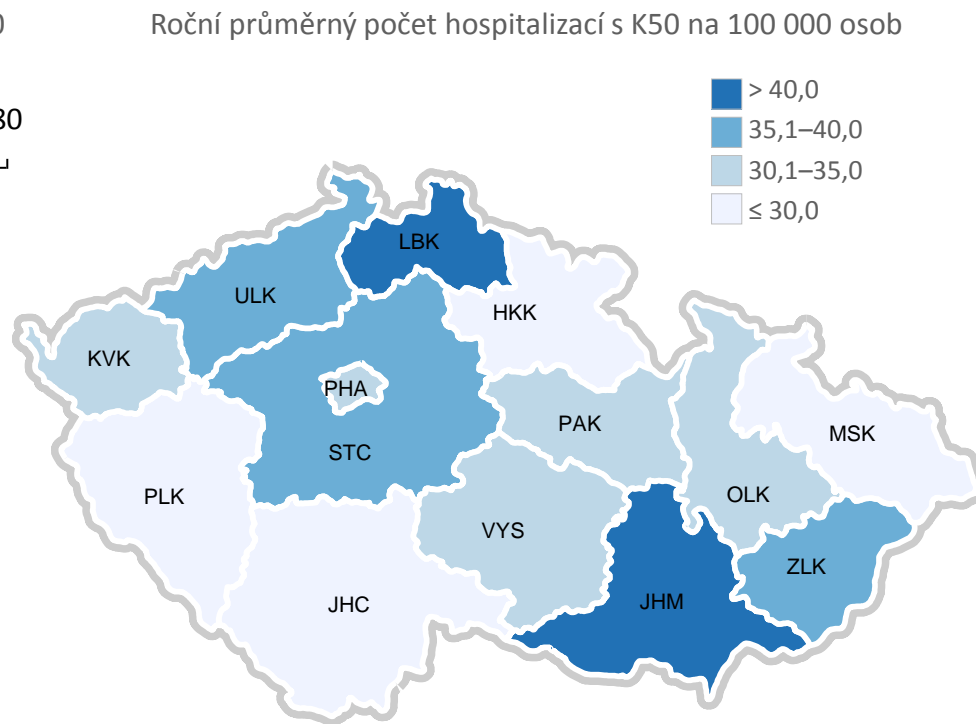 Roční průměrný počet hospitalizací s K50 na 100 000 osob
> 40,0
35,1–40,0
30,1–35,0
≤ 30,0
LBK
ULK
HKK
KVK
PHA
PAK
MSK
STC
PLK
OLK
VYS
ZLK
JHC
JHM